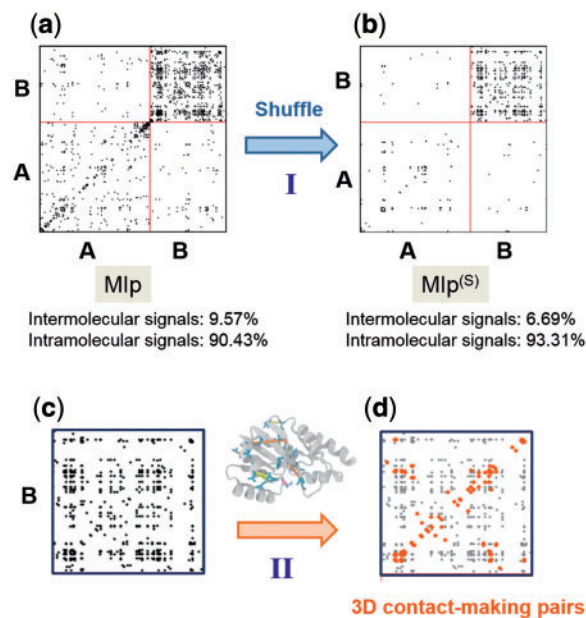 (a)
(b)
B
A
A B
Shuffle
I
B
A
A B
MIp
MIp(S)
Intermolecular signals: 9.57%
Intramolecular signals: 90.43%
Intermolecular signals: 6.69%
Intramolecular signals: 93.31%
(c)
(d)
B
II
3D contact-making pairs